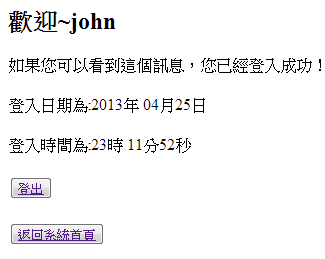 歡迎~john
如果您可以看到這個訊息，您已經登入成功！
登入日期為:2013年 04月25日
登入時間為:23時 11分52秒
登出
返回系統首頁